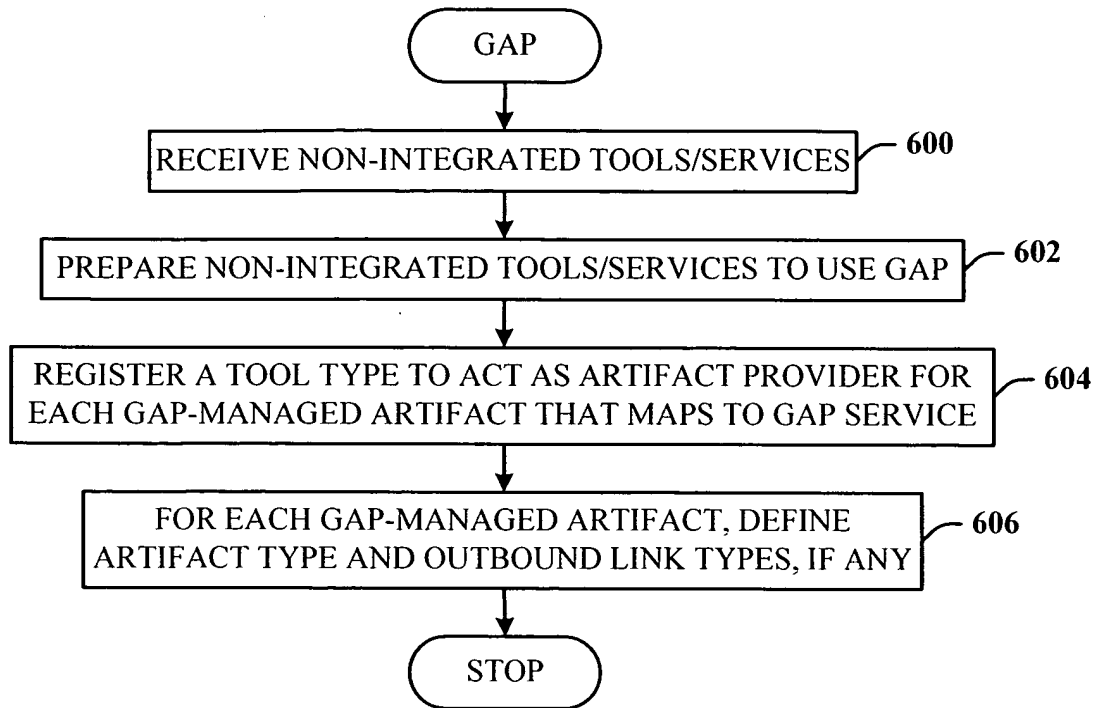 GAP
RECEIVE NON-INTEGRATED TOOLS/SERVICES
600
PREPARE NON-INTEGRATED TOOLS/SERVICES TO USE GAP
602
REGISTER A TOOL TYPE TO ACT AS ARTIFACT PROVIDER FOR
EACH GAP-MANAGED ARTIFACT THAT MAPS TO GAP SERVICE
604
FOR EACH GAP-MANAGED ARTIFACT, DEFINE
ARTIFACT TYPE AND OUTBOUND LINK TYPES, IF ANY
606
STOP